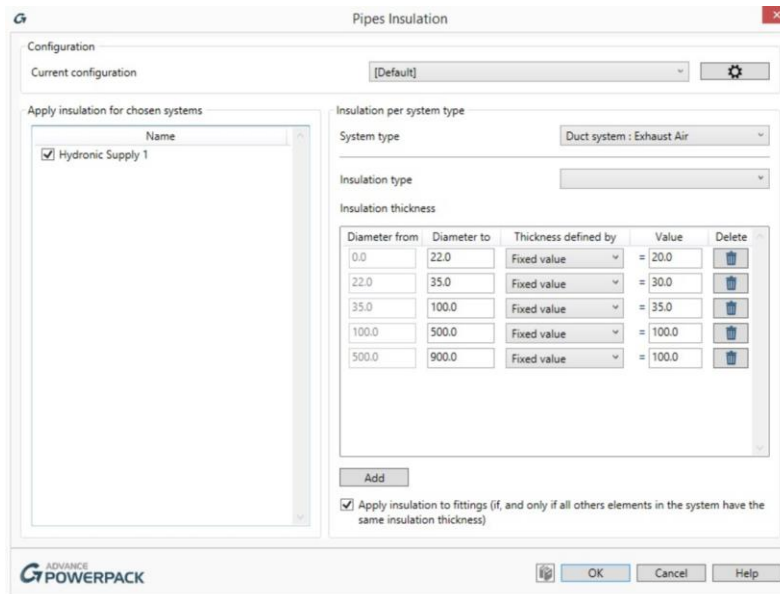 Pipes Insulation
Configuration
Current configuration [Default]
Apply insulation for chosen systems
Name
Hydronic Supply 1
Insulation per system type
System type Duct system : Exhaust Air
Insulation type
Insulation thickness
Diameter from Diameter to Thickness defined by Value Delete
0.0 22.0 Fixed value = 20.0
22.0 35.0 Fixed value = 30.0
35.0 100.0 Fixed value = 35.0
100.0 500.0 Fixed value = 100.0
500.0 900.0 Fixed value = 100.0
Add
Apply insulation to fittings (if, and only if all others elements in the system have the
same insulation thickness)
ADVANCE
POWERPACK
OK Cancel Help